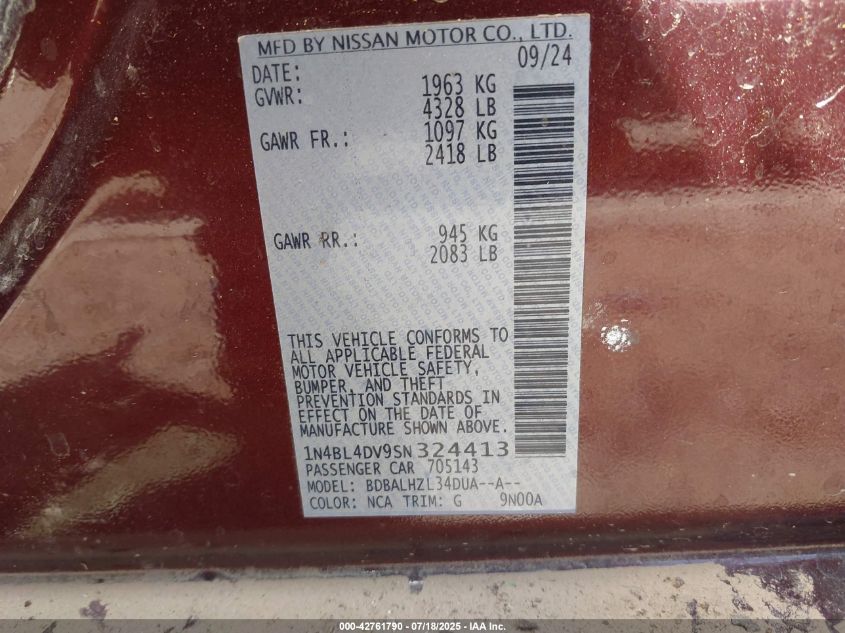 MFD BY NISSAN MOTOR CO., LTD.
DATE: 09/24
GVWR: 1963 KG
4328 LB
GAWR FR.: 1097 KG
2418 LB
GAWR RR.: 945 KG
2083 LB
THIS VEHICLE CONFORMS TO
ALL APPLICABLE FEDERAL
MOTOR VEHICLE SAFETY,
BUMPER, AND THEFT
PREVENTION STANDARDS IN
EFFECT ON THE DATE OF
MANUFACTURE SHOWN ABOVE.
1N4BL4DV9SN324413
PASSENGER CAR 705143
MODEL: BDBALHZL34DUA--A--
COLOR: NCA TRIM: G 9N00A
000-42761790 - 07/18/2025 - IAA Inc.